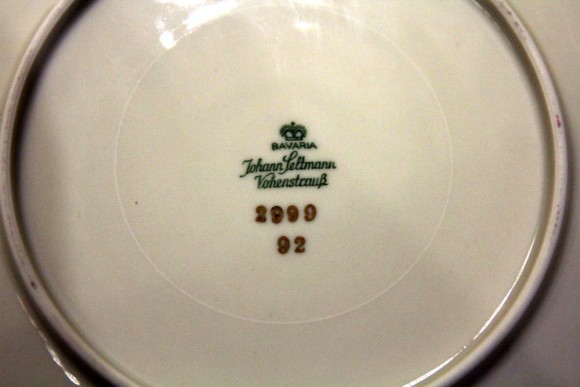 BAVARIA
Johann Seltmann
Vohenstrauß
2999
92